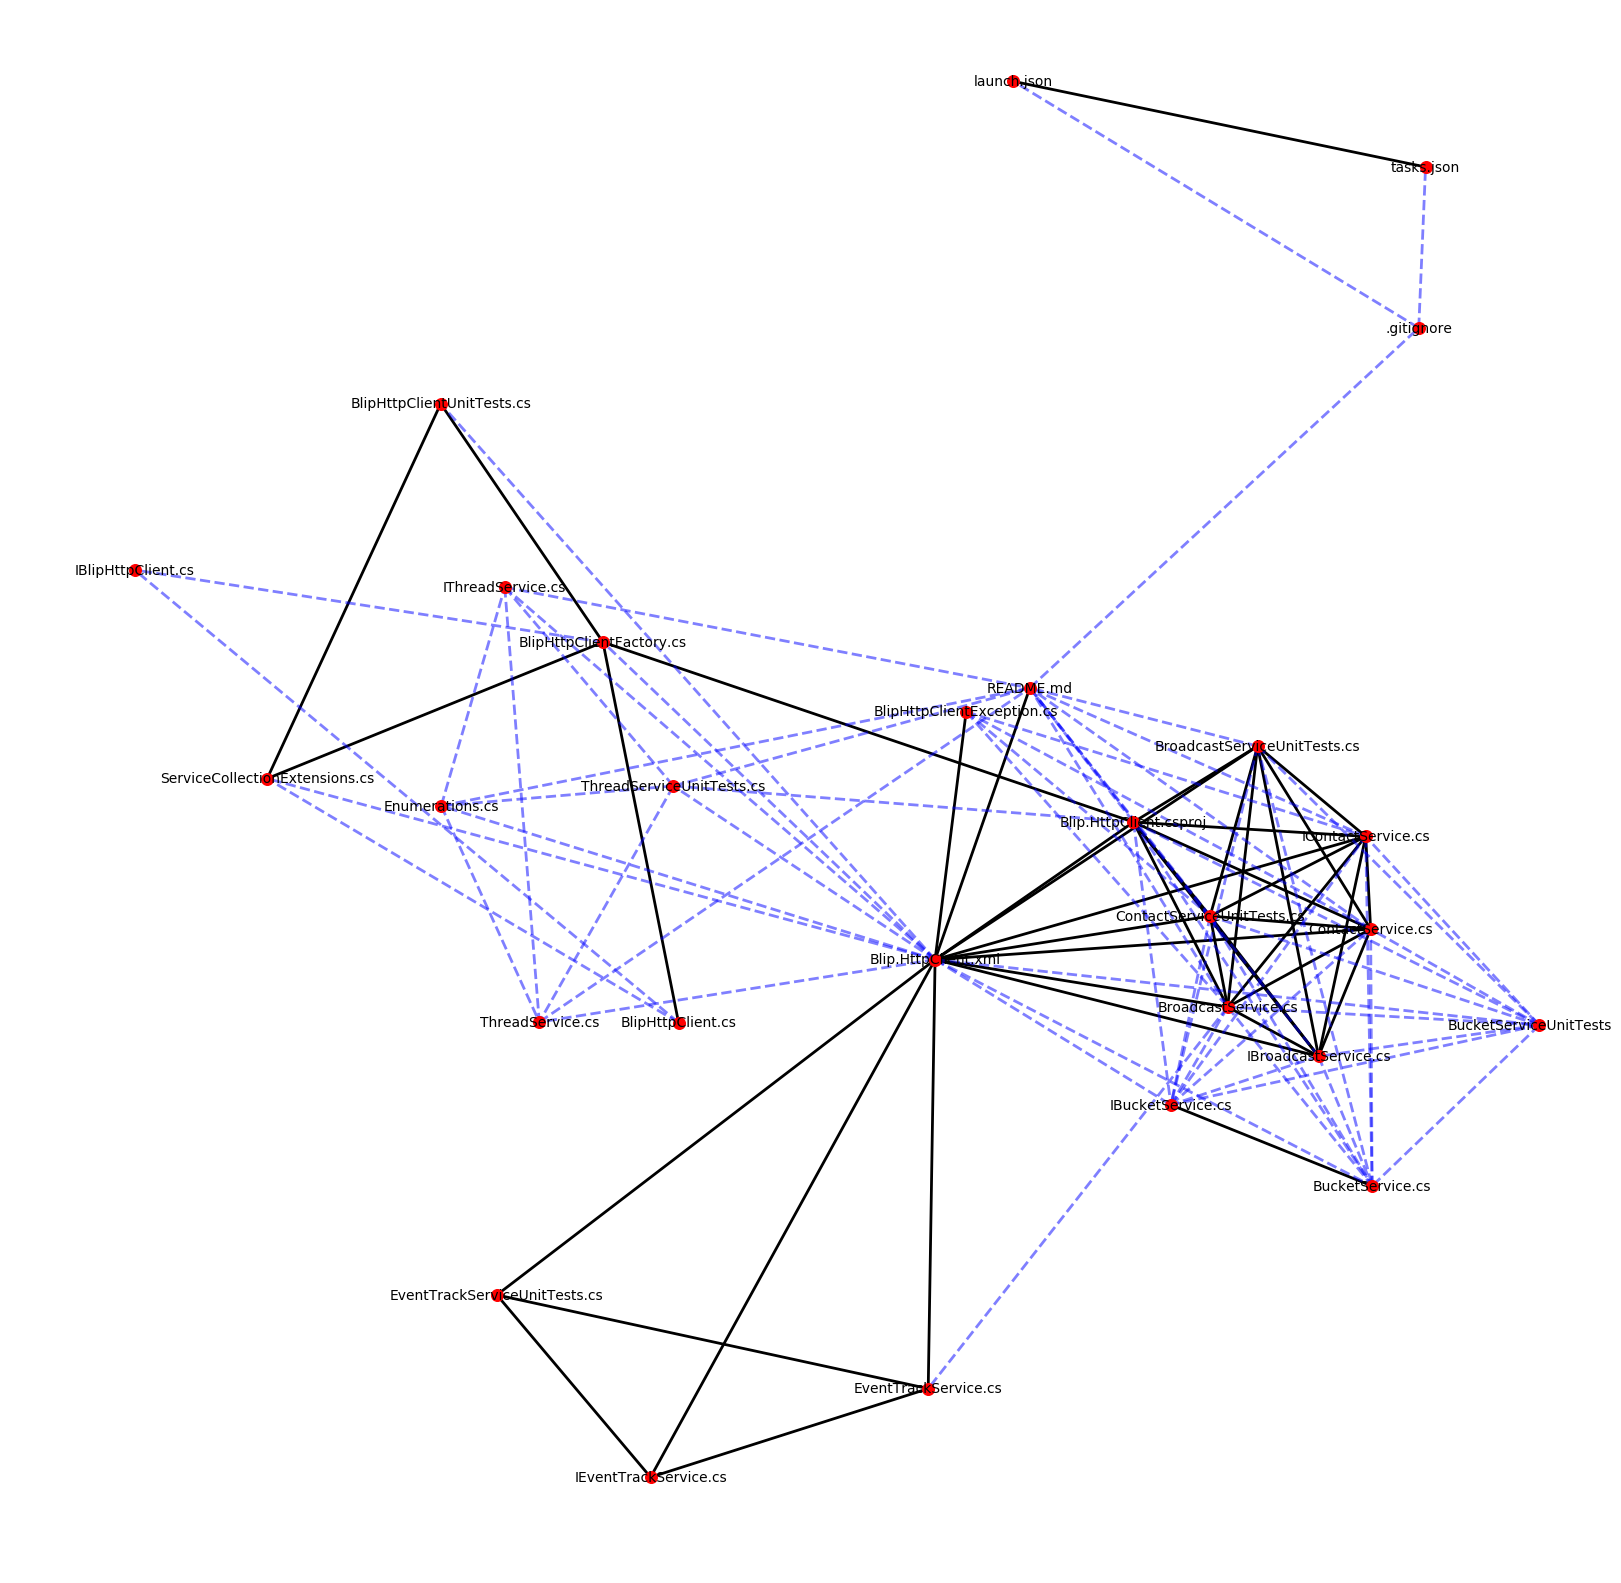 launch.json
tasks.json
.gitignore
BlipHttpClientUnitTests.cs
IBlipHttpClient.cs
IThreadService.cs
BlipHttpClientFactory.cs
README.md
BlipHttpClientException.cs
BroadcastServiceUnitTests.cs
ServiceCollectionExtensions.cs
ThreadServiceUnitTests.cs
Enumerations.cs
Blip.HttpClient.csproj
IContactService.cs
ContactServiceUnitTests.cs
ContactService.cs
Blip.HttpClient.xml
BroadcastService.cs
ThreadService.cs
BlipHttpClient.cs
BucketServiceUnitTests
IBroadcastService.cs
IBucketService.cs
BucketService.cs
EventTrackServiceUnitTests.cs
EventTrackService.cs
IEventTrackService.cs